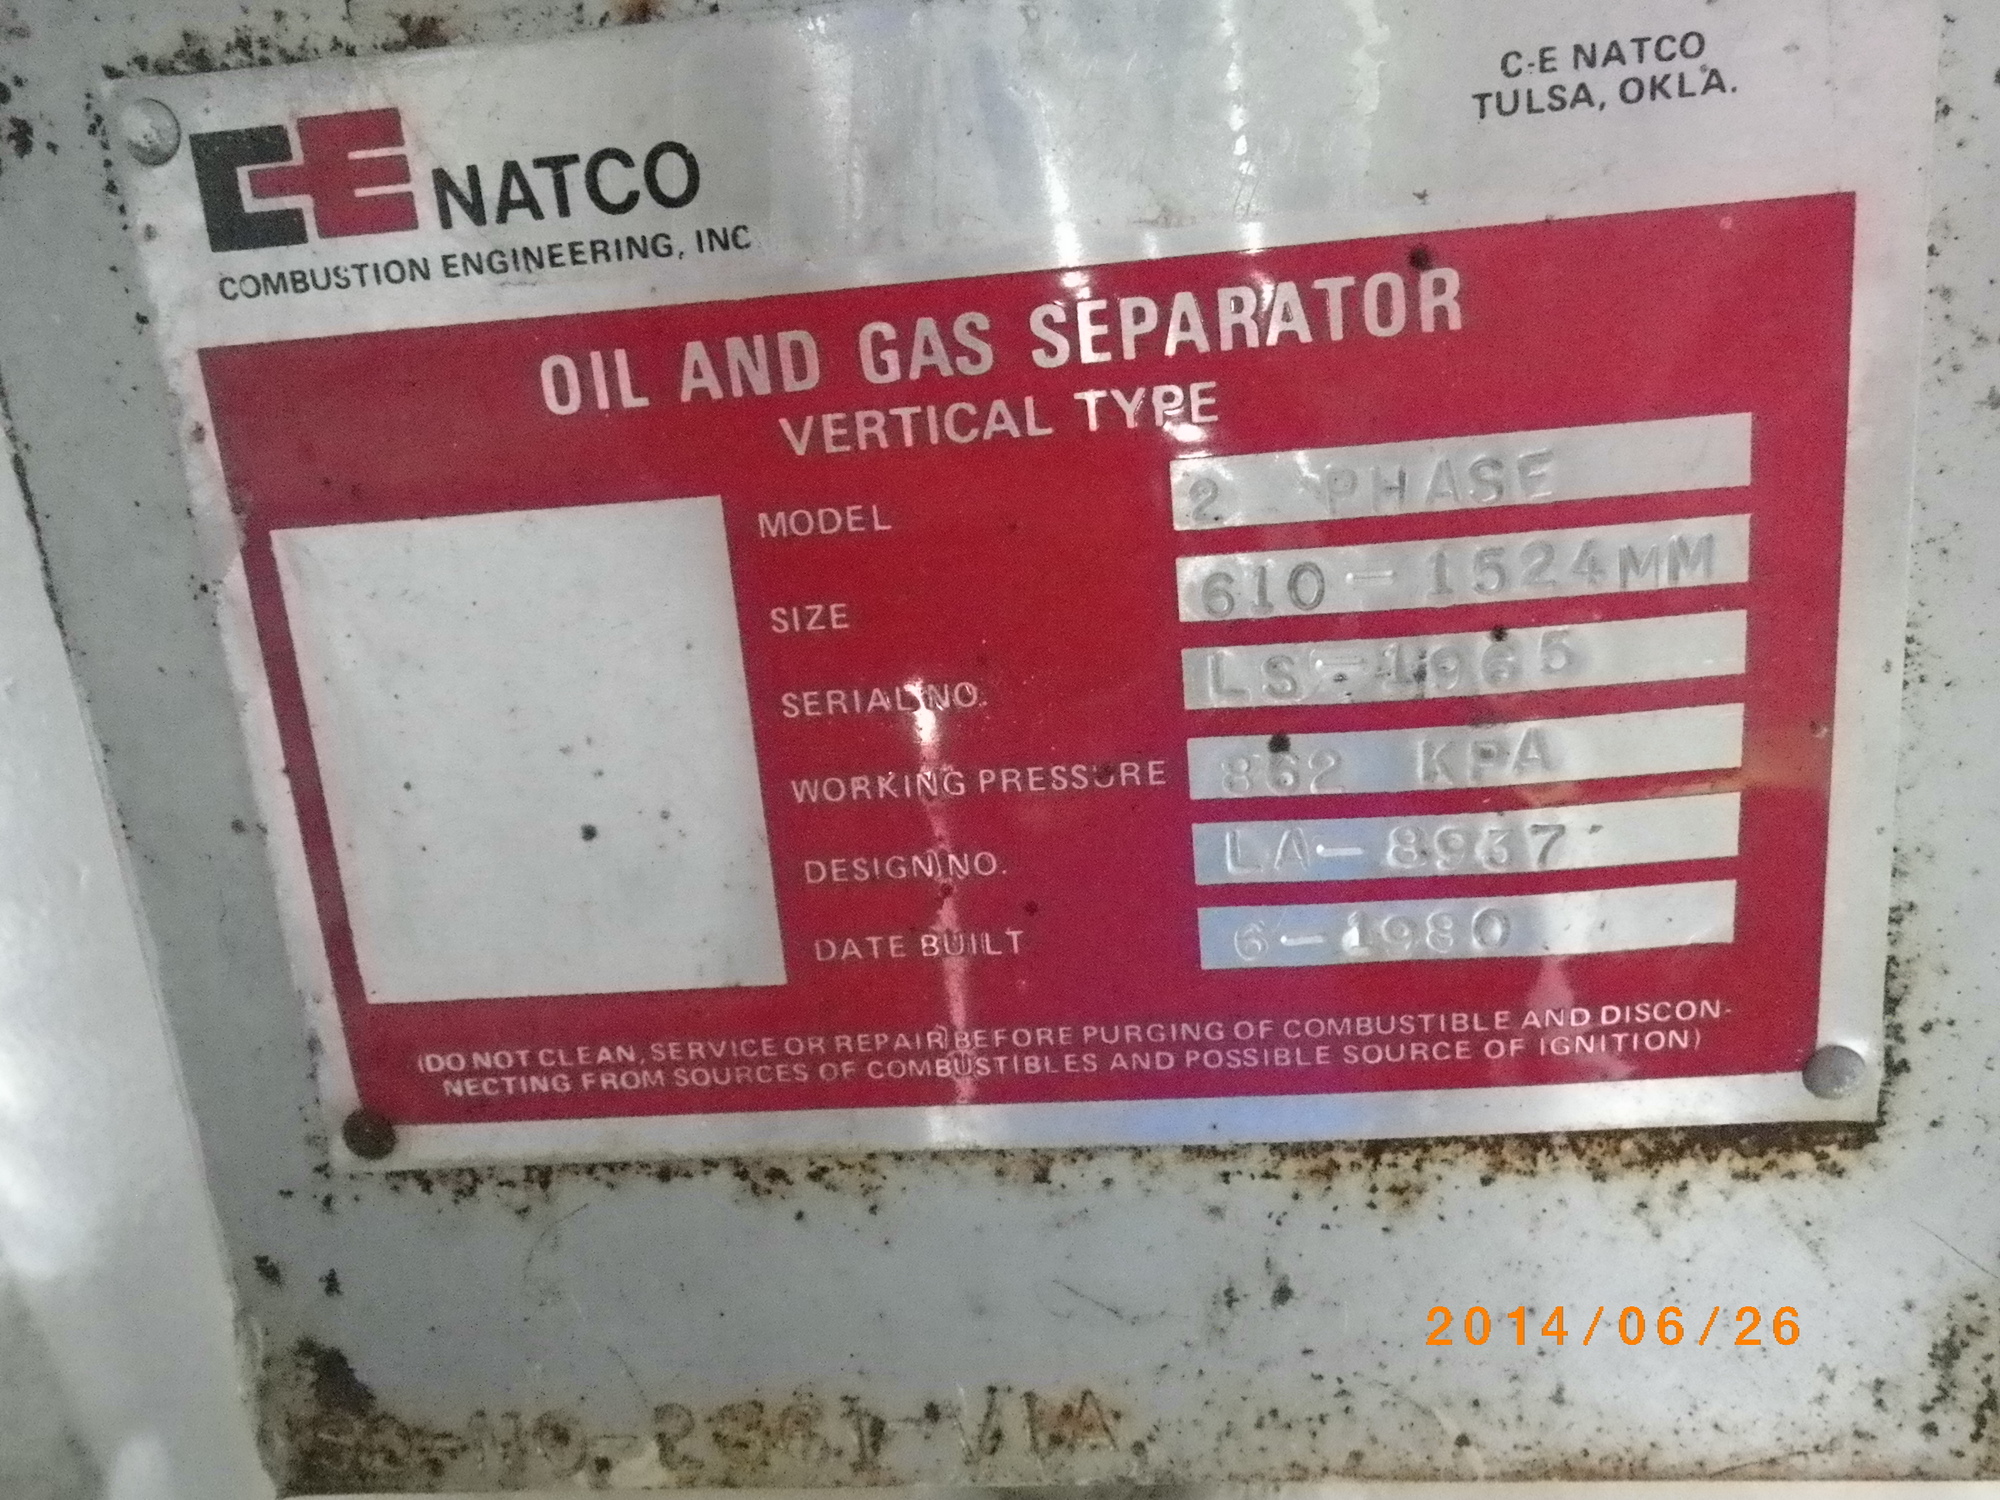 CE NATCO
COMBUSTION ENGINEERING, INC
C-E NATCO
TULSA, OKLA.
OIL AND GAS SEPARATOR
VERTICAL TYPE
MODEL 2 PHASE
SIZE 610-1524MM
SERIAL NO. LS-1965
WORKING PRESSURE 862 KPA
DESIGN NO. LA-8937
DATE BUILT 6-1980
(DO NOT CLEAN, SERVICE OR REPAIR BEFORE PURGING OF COMBUSTIBLE AND DISCON-
NECTING FROM SOURCES OF COMBUSTIBLES AND POSSIBLE SOURCE OF IGNITION)
2014/06/26